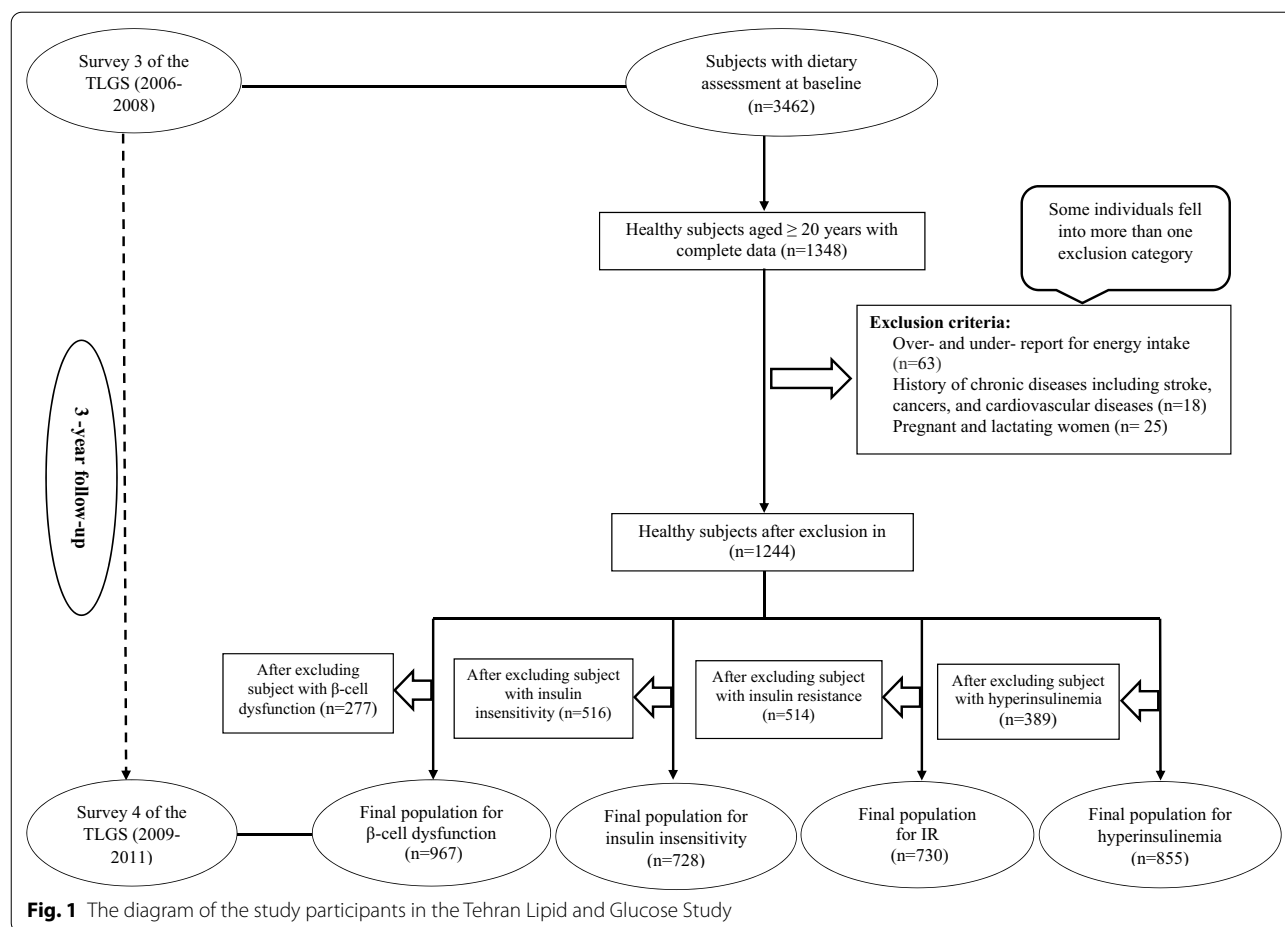 Survey 3 of the
TLGS (2006-
2008)
Subjects with dietary
assessment at baseline
(n=3462)
Healthy subjects aged ≥ 20 years with
complete data (n=1348)
Some individuals fell
into more than one
exclusion category
Exclusion criteria:
Over- and under- report for energy intake
(n=63)
History of chronic diseases including stroke,
cancers, and cardiovascular diseases (n=18)
Pregnant and lactating women (n= 25)
3 -year follow-up
Healthy subjects after exclusion in
(n=1244)
After excluding
subject with β-cell
dysfunction (n=277)
After excluding subject
with insulin
insensitivity (n=516)
After excluding subject
with insulin resistance
(n=514)
After excluding subject
with hyperinsulinemia
(n=389)
Survey 4 of the
TLGS (2009-
2011)
Final population for
β-cell dysfunction
(n=967)
Final population for
insulin insensitivity
(n=728)
Final population
for IR
(n=730)
Final population for
hyperinsulinemia
(n=855)
Fig. 1 The diagram of the study participants in the Tehran Lipid and Glucose Study